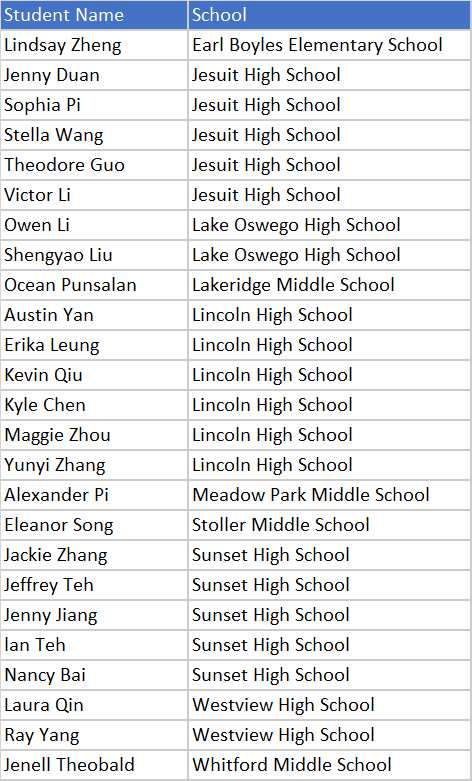 Student Name School
Lindsay Zheng Earl Boyles Elementary School
Jenny Duan Jesuit High School
Sophia Pi Jesuit High School
Stella Wang Jesuit High School
Theodore Guo Jesuit High School
Victor Li Jesuit High School
Owen Li Lake Oswego High School
Shengyao Liu Lake Oswego High School
Ocean Punsalan Lakeridge Middle School
Austin Yan Lincoln High School
Erika Leung Lincoln High School
Kevin Qiu Lincoln High School
Kyle Chen Lincoln High School
Maggie Zhou Lincoln High School
Yunyi Zhang Lincoln High School
Alexander Pi Meadow Park Middle School
Eleanor Song Stoller Middle School
Jackie Zhang Sunset High School
Jeffrey Teh Sunset High School
Jenny Jiang Sunset High School
Ian Teh Sunset High School
Nancy Bai Sunset High School
Laura Qin Westview High School
Ray Yang Westview High School
Jenell Theobald Whitford Middle School